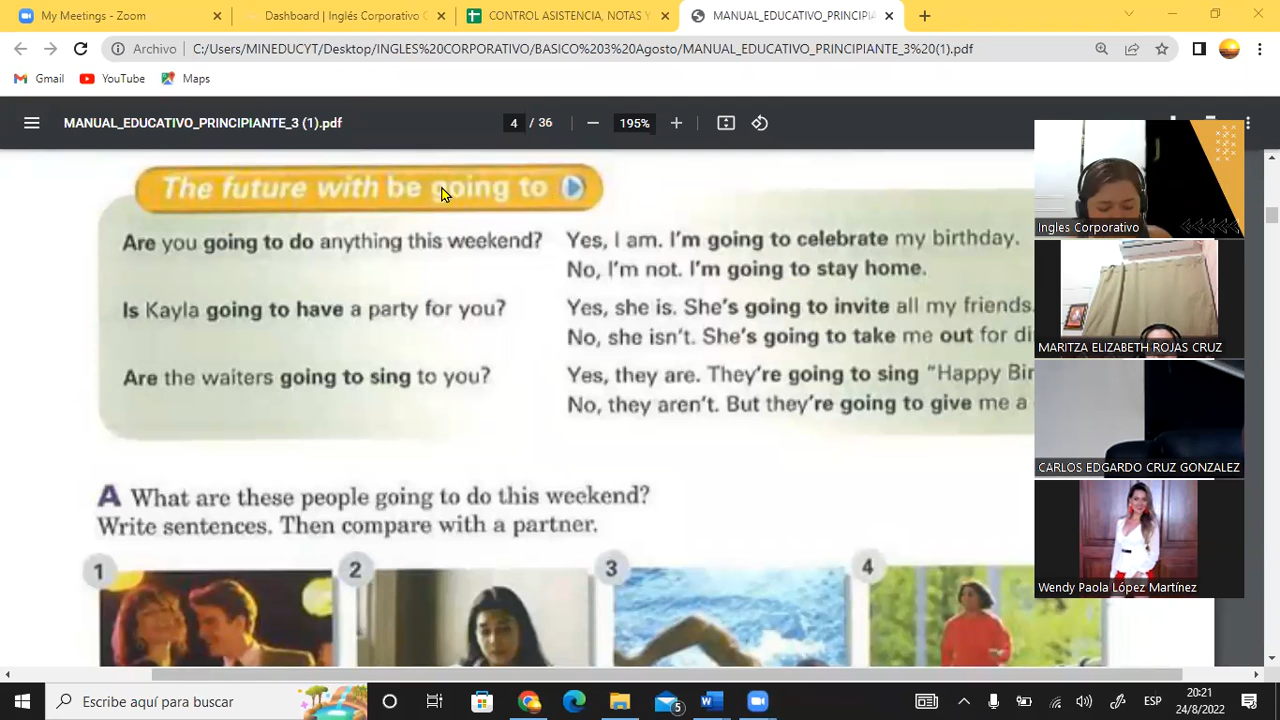 My Meetings - Zoom
Dashboard | Inglés Corporativo C
CONTROL ASISTENCIA, NOTAS Y
MANUAL_EDUCATIVO_PRINCIPIA
Archivo
C:/Users/MINEDUCYT/Desktop/INGLES%20CORPORATIVO/BASICO%203%20Agosto/MANUAL_EDUCATIVO_PRINCIPIANTE_3%20(1).pdf
Gmail
YouTube
Maps
MANUAL_EDUCATIVO_PRINCIPIANTE_3 (1).pdf
4 / 36
195%
The future with be going to
Are you going to do anything this weekend?
Yes, I am. I'm going to celebrate my birthday.
No, I'm not. I'm going to stay home.
Is Kayla going to have a party for you?
Yes, she is. She's going to invite all my friends.
No, she isn't. She's going to take me out for di
Are the waiters going to sing to you?
Yes, they are. They're going to sing "Happy Bir
No, they aren't. But they're going to give me a
A What are these people going to do this weekend?
Write sentences. Then compare with a partner.
1
2
3
4
Ingles Corporativo
MARITZA ELIZABETH ROJAS CRUZ
CARLOS EDGARDO CRUZ GONZALEZ
Wendy Paola López Martínez
Escribe aquí para buscar
5
ESP
20:21
24/8/2022